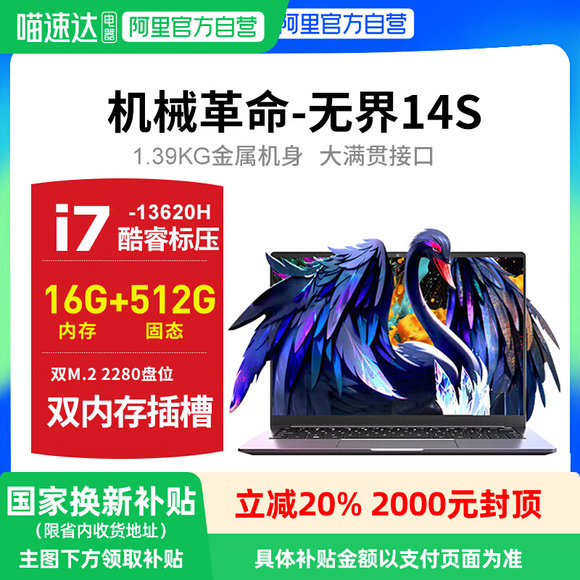 喵速达电器 阿里官方自营 阿里官方自营
机械革命-无界14S
1.39KG金属机身 大满贯接口
i7 -13620H
酷睿标压
16G+512G
内存 固态
双M.2 2280盘位
双内存插槽
国家换新补贴
(限省内收货地址)
主图下方领取补贴
立减20% 2000元封顶
具体补贴金额以支付页面为准